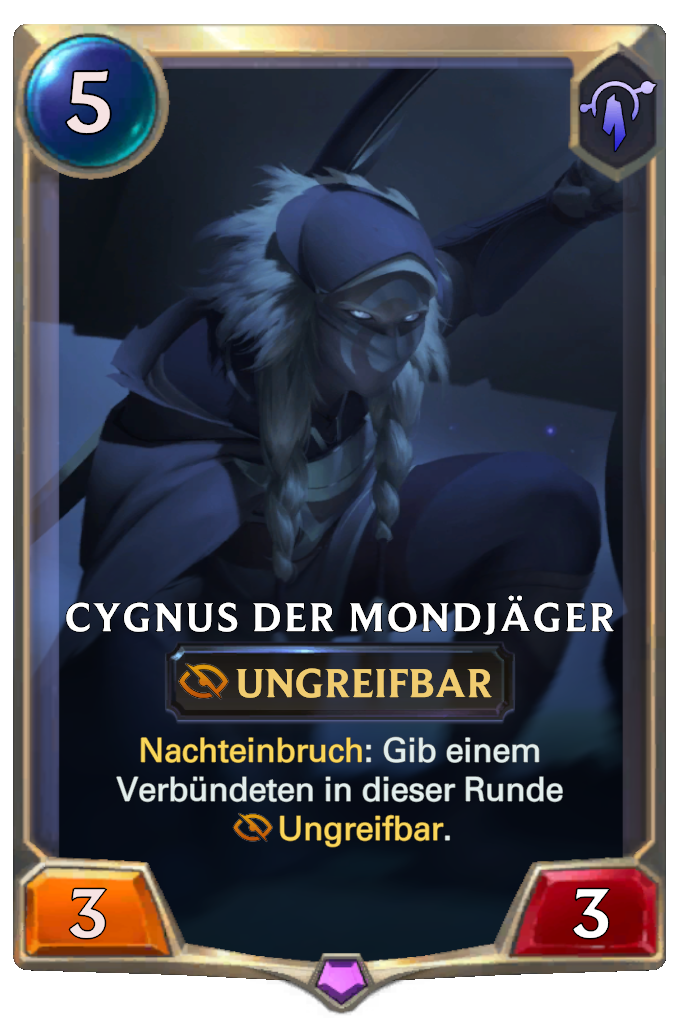 5
CYGNUS DER MONDJÄGER
UNGREIFBAR
Nachteinbruch: Gib einem
Verbündeten in dieser Runde
Ungreifbar.
3
3